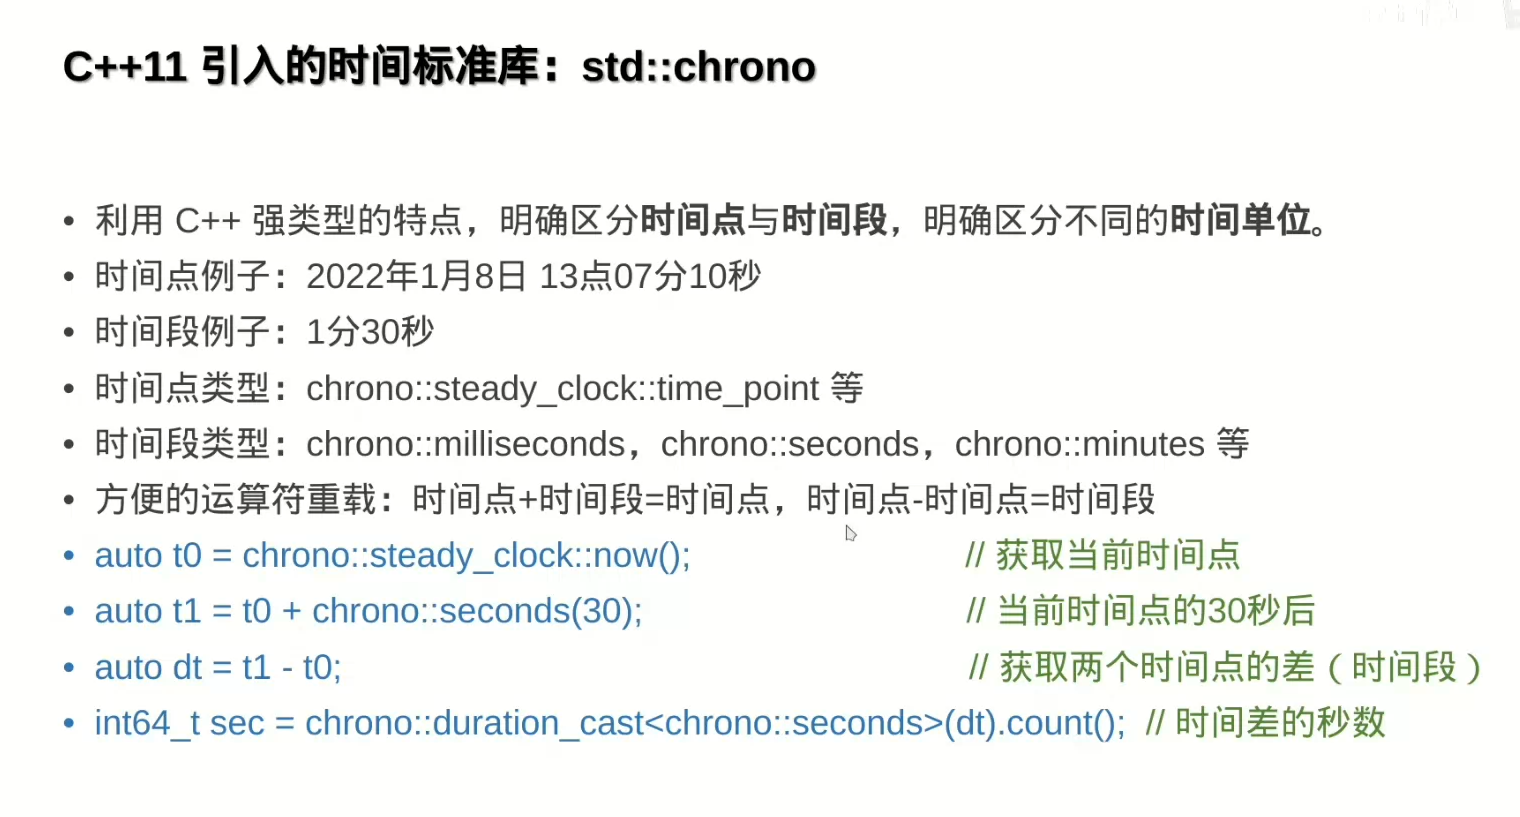 C++11 引入的时间标准库：std::chrono
• 利用 C++ 强类型的特点，明确区分时间点与时间段，明确区分不同的时间单位。
• 时间点例子：2022年1月8日 13点07分10秒
• 时间段例子：1分30秒
• 时间点类型：chrono::steady_clock::time_point 等
• 时间段类型：chrono::milliseconds，chrono::seconds，chrono::minutes 等
• 方便的运算符重载：时间点+时间段=时间点，时间点-时间点=时间段
• auto t0 = chrono::steady_clock::now(); // 获取当前时间点
• auto t1 = t0 + chrono::seconds(30); // 当前时间点的30秒后
• auto dt = t1 - t0; // 获取两个时间点的差（时间段）
• int64_t sec = chrono::duration_cast<chrono::seconds>(dt).count(); // 时间差的秒数